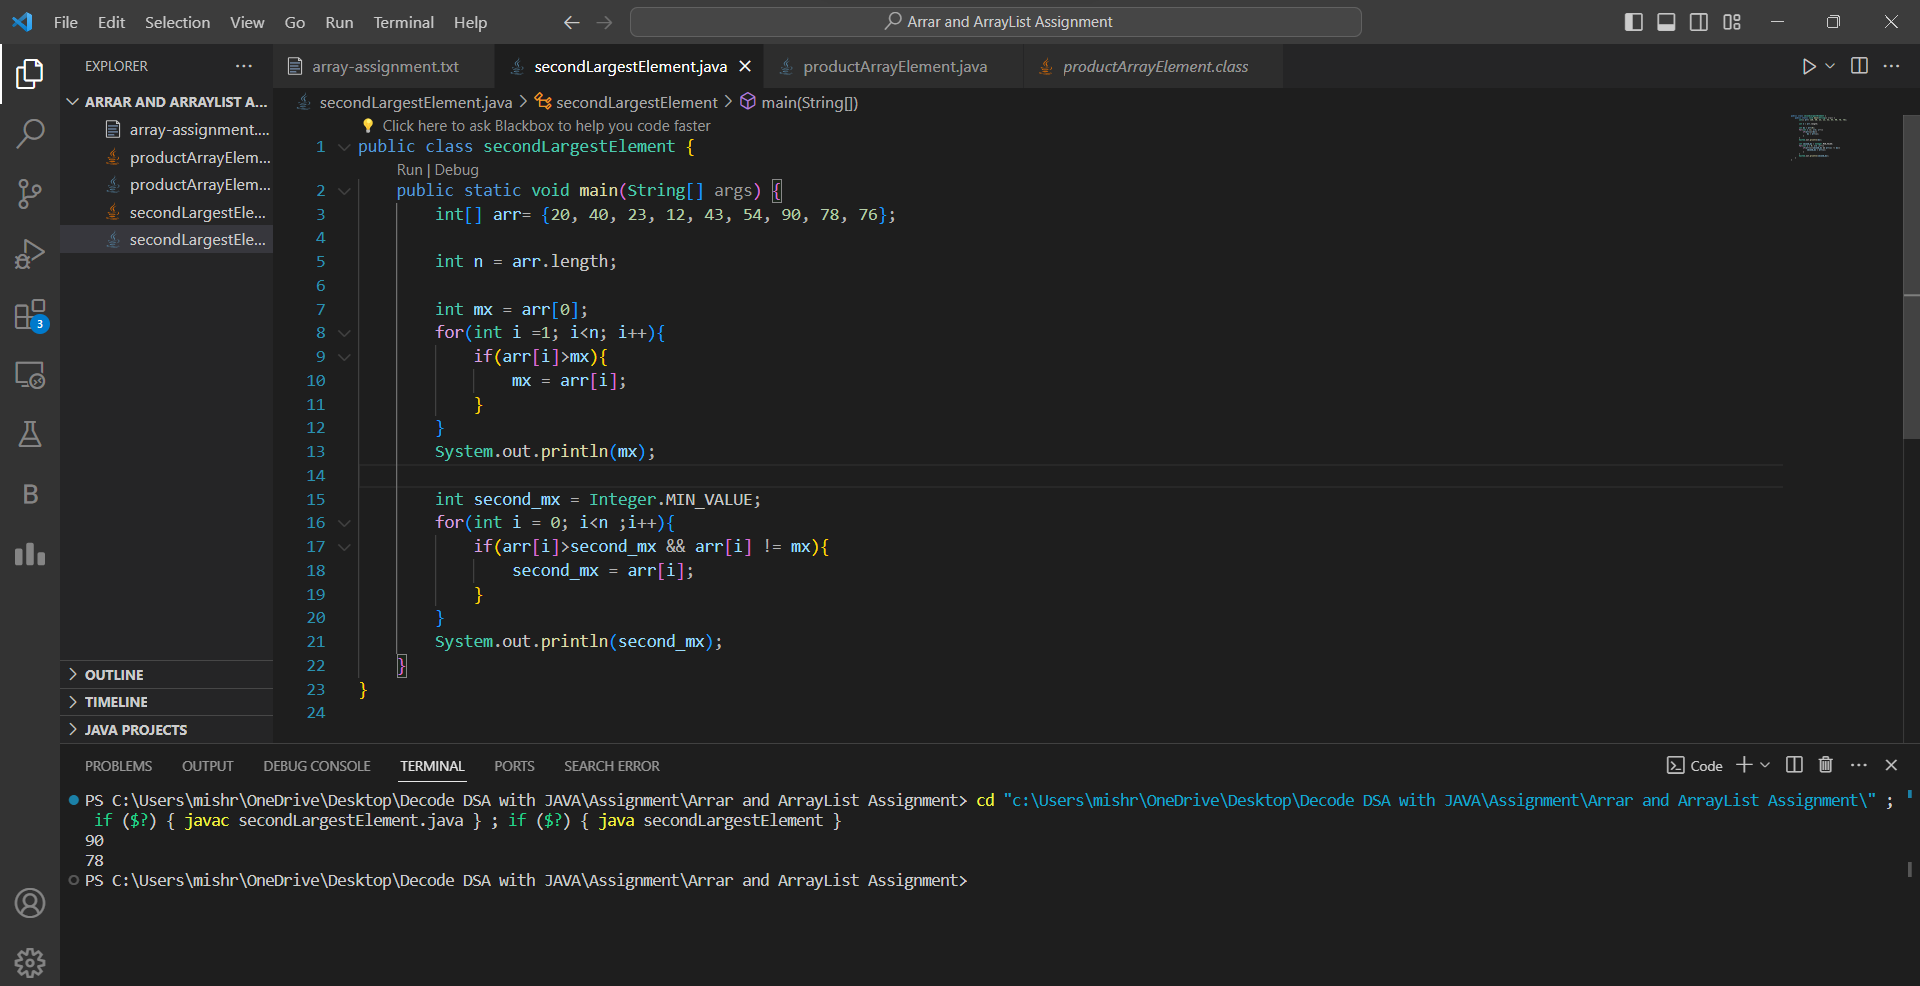 File Edit Selection View Go Run Terminal Help
Arrar and ArrayList Assignment
EXPLORER
array-assignment.txt
secondLargestElement.java
productArrayElement.java
productArrayElement.class
ARRAR AND ARRAYLIST A...
array-assignment....
productArrayElem...
productArrayElem...
secondLargestEle...
secondLargestEle...
3
B
OUTLINE
TIMELINE
JAVA PROJECTS
secondLargestElement.java > secondLargestElement > main(String[])
Click here to ask Blackbox to help you code faster
1 public class secondLargestElement {
Run | Debug
2 public static void main(String[] args) {
3 int[] arr= {20, 40, 23, 12, 43, 54, 90, 78, 76};
4
5 int n = arr.length;
6
7 int mx = arr[0];
8 for(int i =1; i<n; i++){
9 if(arr[i]>mx){
10 mx = arr[i];
11 }
12 }
13 System.out.println(mx);
14
15 int second_mx = Integer.MIN_VALUE;
16 for(int i = 0; i<n ;i++){
17 if(arr[i]>second_mx && arr[i] != mx){
18 second_mx = arr[i];
19 }
20 }
21 System.out.println(second_mx);
22 }
23 }
24
PROBLEMS OUTPUT DEBUG CONSOLE TERMINAL PORTS SEARCH ERROR
Code
PS C:\Users\mishr\OneDrive\Desktop\Decode DSA with JAVA\Assignment\Arrar and ArrayList Assignment> cd "c:\Users\mishr\OneDrive\Desktop\Decode DSA with JAVA\Assignment\Arrar and ArrayList Assignment\" ;
if ($?) { javac secondLargestElement.java } ; if ($?) { java secondLargestElement }
90
78
PS C:\Users\mishr\OneDrive\Desktop\Decode DSA with JAVA\Assignment\Arrar and ArrayList Assignment>